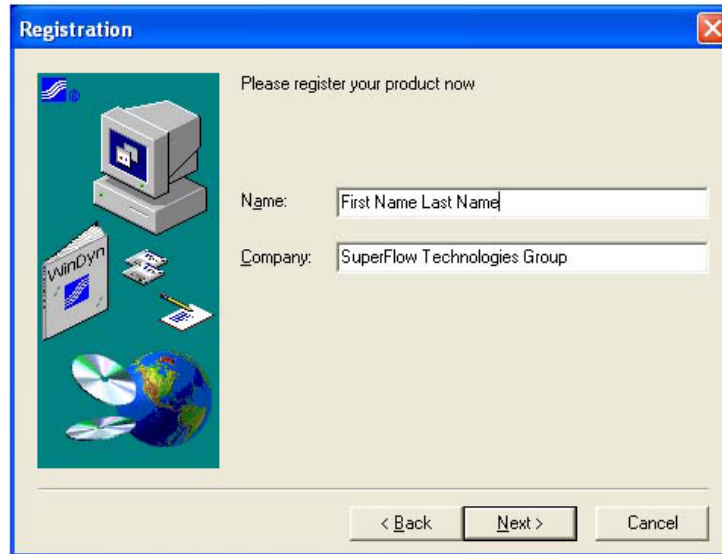 Registration
Please register your product now
Name: First Name Last Name
Company: SuperFlow Technologies Group
WinDyn
< Back Next > Cancel